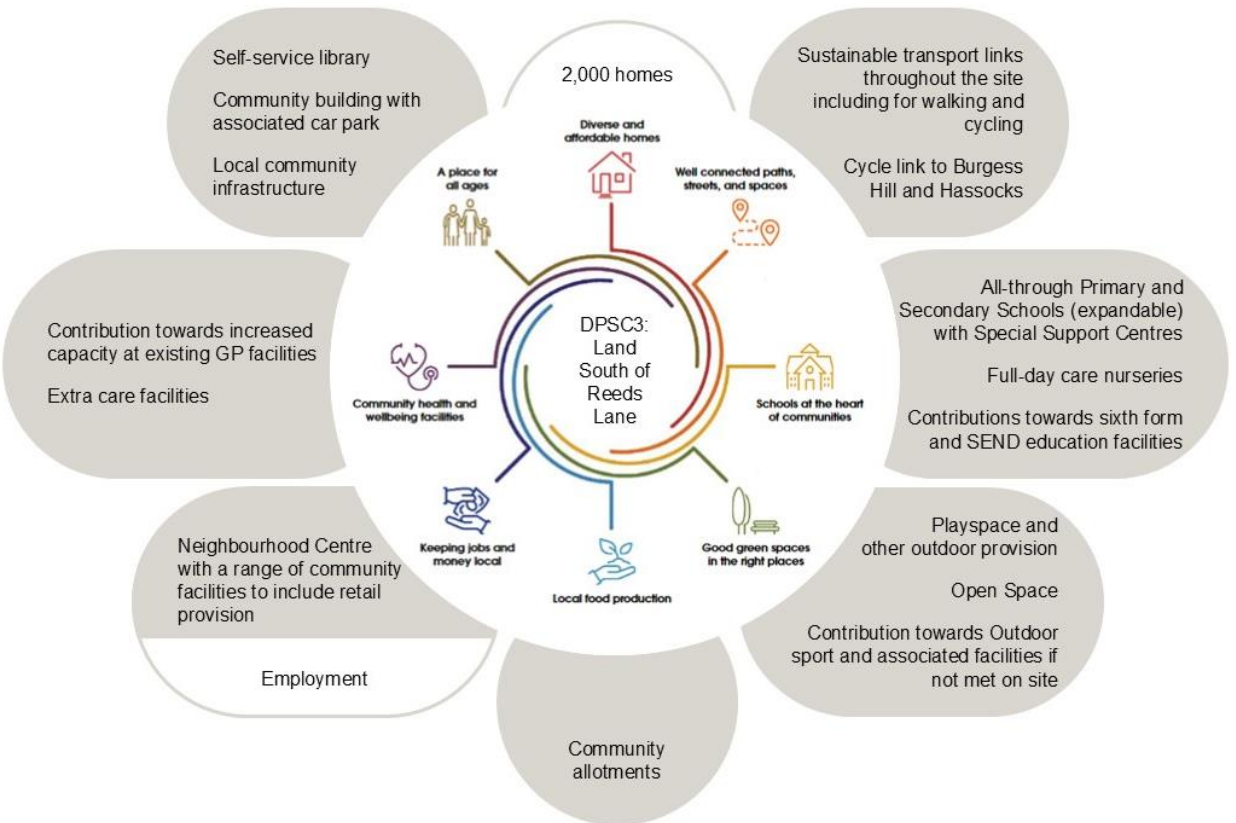 2,000 homes
Diverse and
affordable homes
Sustainable transport links
throughout the site
including for walking and
cycling
Cycle link to Burgess
Hill and Hassocks
Well connected paths,
streets, and spaces
All-through Primary and
Secondary Schools (expandable)
with Special Support Centres
Full-day care nurseries
Contributions towards sixth form
and SEND education facilities
Schools at the heart
of communities
Playspace and
other outdoor provision
Open Space
Contribution towards Outdoor
sport and associated facilities if
not met on site
Good green spaces
in the right places
Local food production
Community
allotments
Keeping jobs and
money local
Neighbourhood Centre
with a range of community
facilities to include retail
provision
Employment
Community health and
wellbeing facilities
Contribution towards increased
capacity at existing GP facilities
Extra care facilities
A place for
all ages
Self-service library
Community building with
associated car park
Local community
infrastructure
DPSC3:
Land
South of
Reeds
Lane